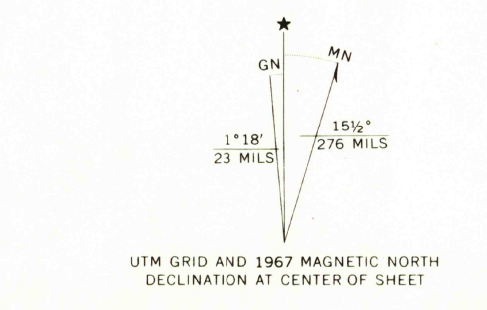 ★
GN
MN
1°18'
23 MILS
15½°
276 MILS
UTM GRID AND 1967 MAGNETIC NORTH
DECLINATION AT CENTER OF SHEET